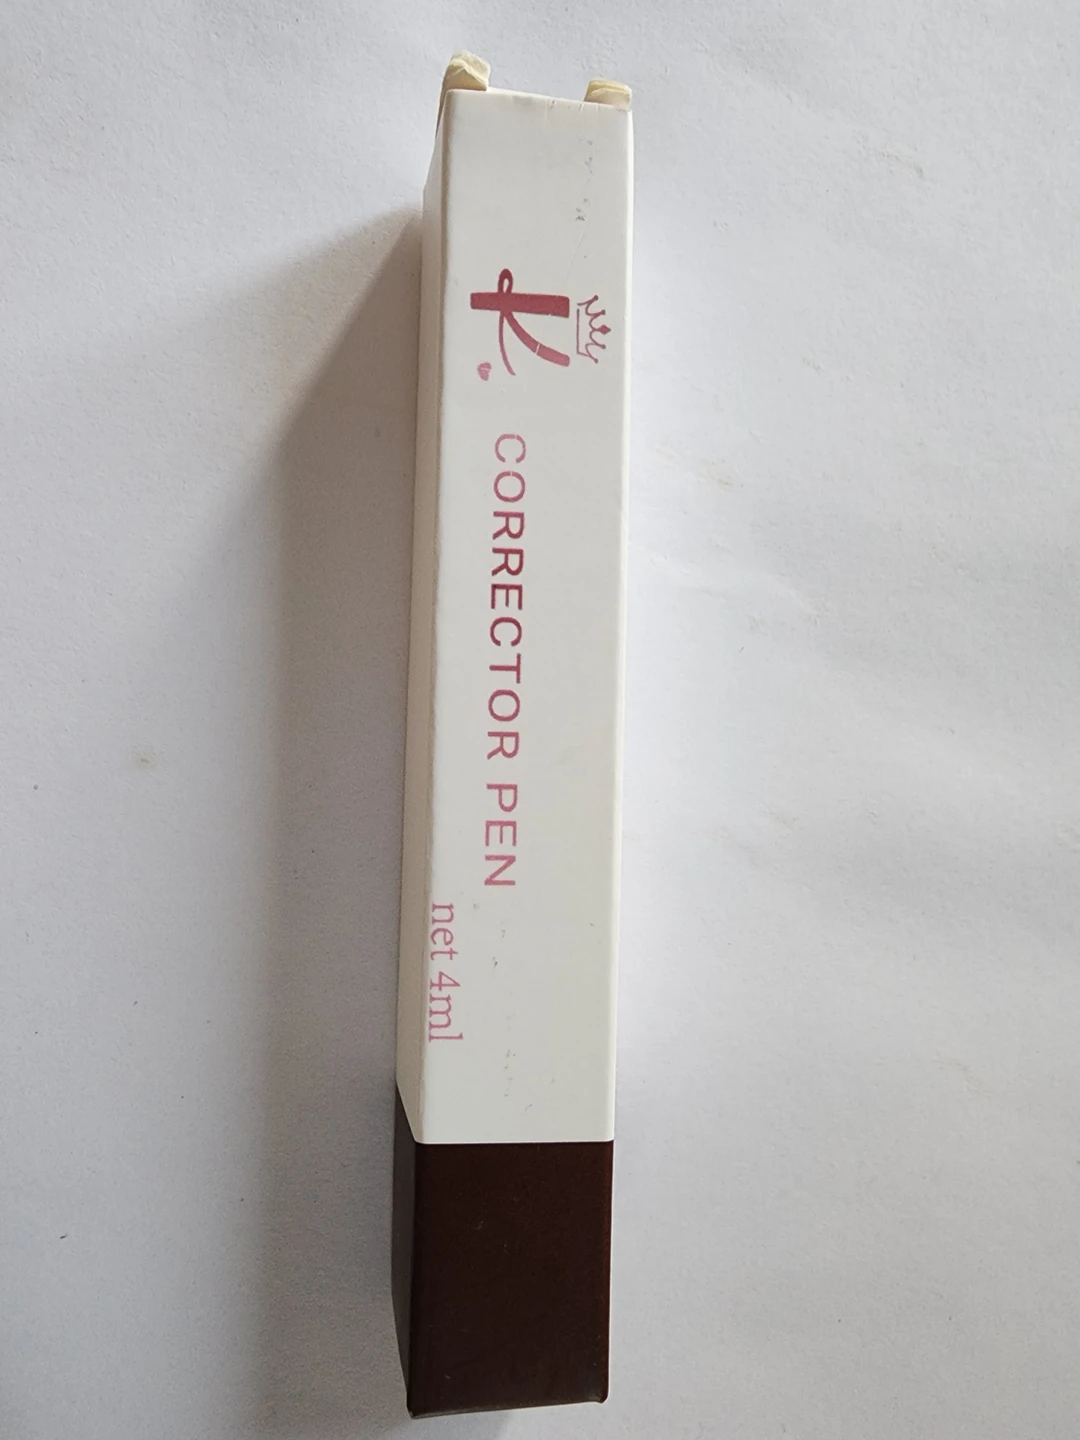 K
CORRECTOR PEN
net 4ml